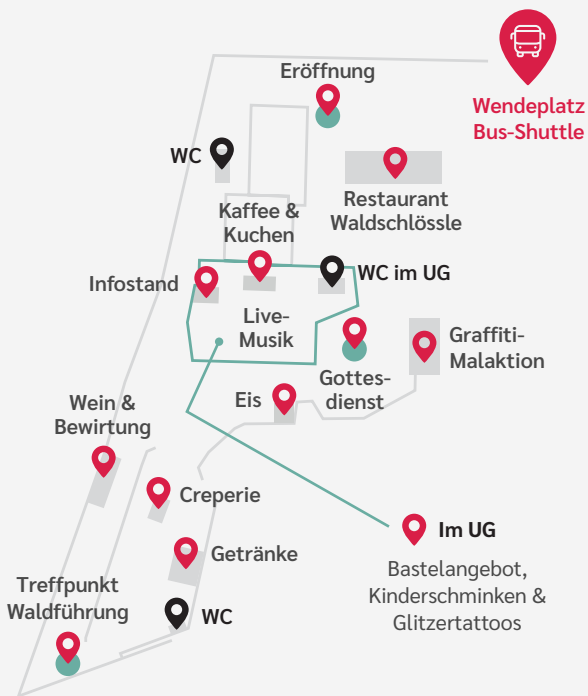 Wendeplatz
Bus-Shuttle
Eröffnung
WC
Restaurant
Waldschlössle
Kaffee &
Kuchen
Infostand
WC im UG
Live-
Musik
Graffiti-
Malaktion
Gottes-
dienst
Eis
Wein &
Bewirtung
Creperie
Im UG
Bastelangebot,
Kinderschminken &
Glitzertattoos
Getränke
Treffpunkt
Waldführung
WC